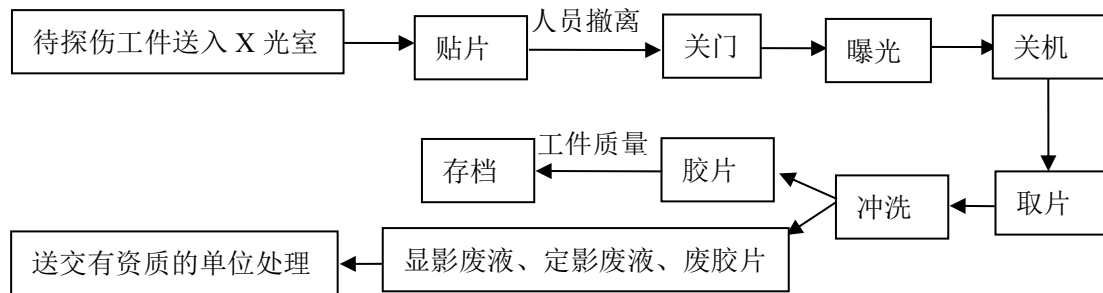 待探伤工件送入 X 光室
贴片
人员撤离
关门
曝光
关机
存档
工件质量
胶片
冲洗
取片
送交有资质的单位处理
显影废液、定影废液、废胶片